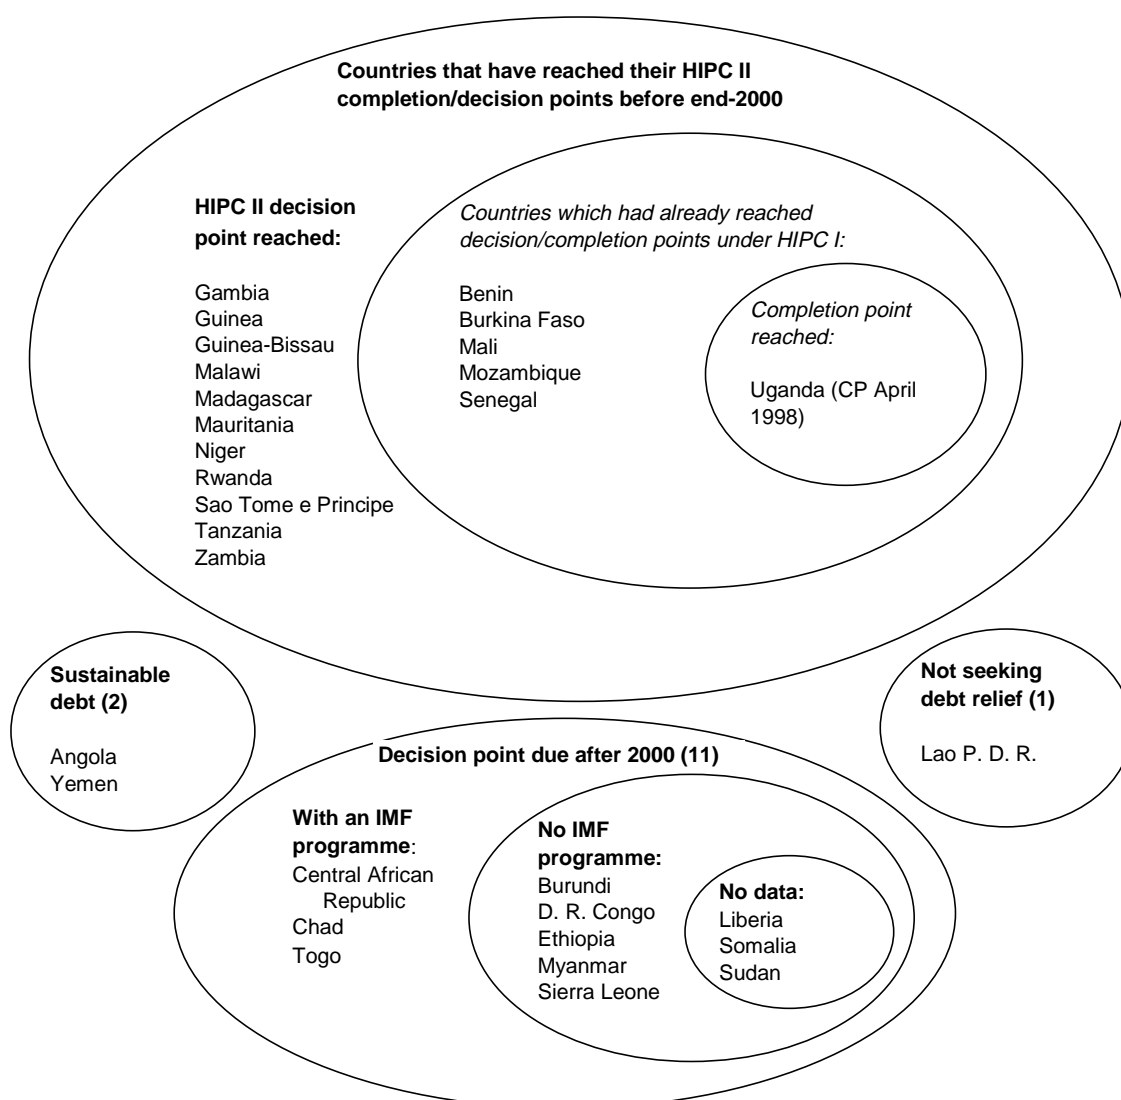 Countries that have reached their HIPC II
completion/decision points before end-2000
HIPC II decision
point reached:
Gambia
Guinea
Guinea-Bissau
Malawi
Madagascar
Mauritania
Niger
Rwanda
Sao Tome e Principe
Tanzania
Zambia
Countries which had already reached
decision/completion points under HIPC I:
Benin
Burkina Faso
Mali
Mozambique
Senegal
Completion point
reached:
Uganda (CP April
1998)
Sustainable
debt (2)
Angola
Yemen
Not seeking
debt relief (1)
Lao P. D. R.
Decision point due after 2000 (11)
With an IMF
programme:
Central African
Republic
Chad
Togo
No IMF
programme:
Burundi
D. R. Congo
Ethiopia
Myanmar
Sierra Leone
No data:
Liberia
Somalia
Sudan